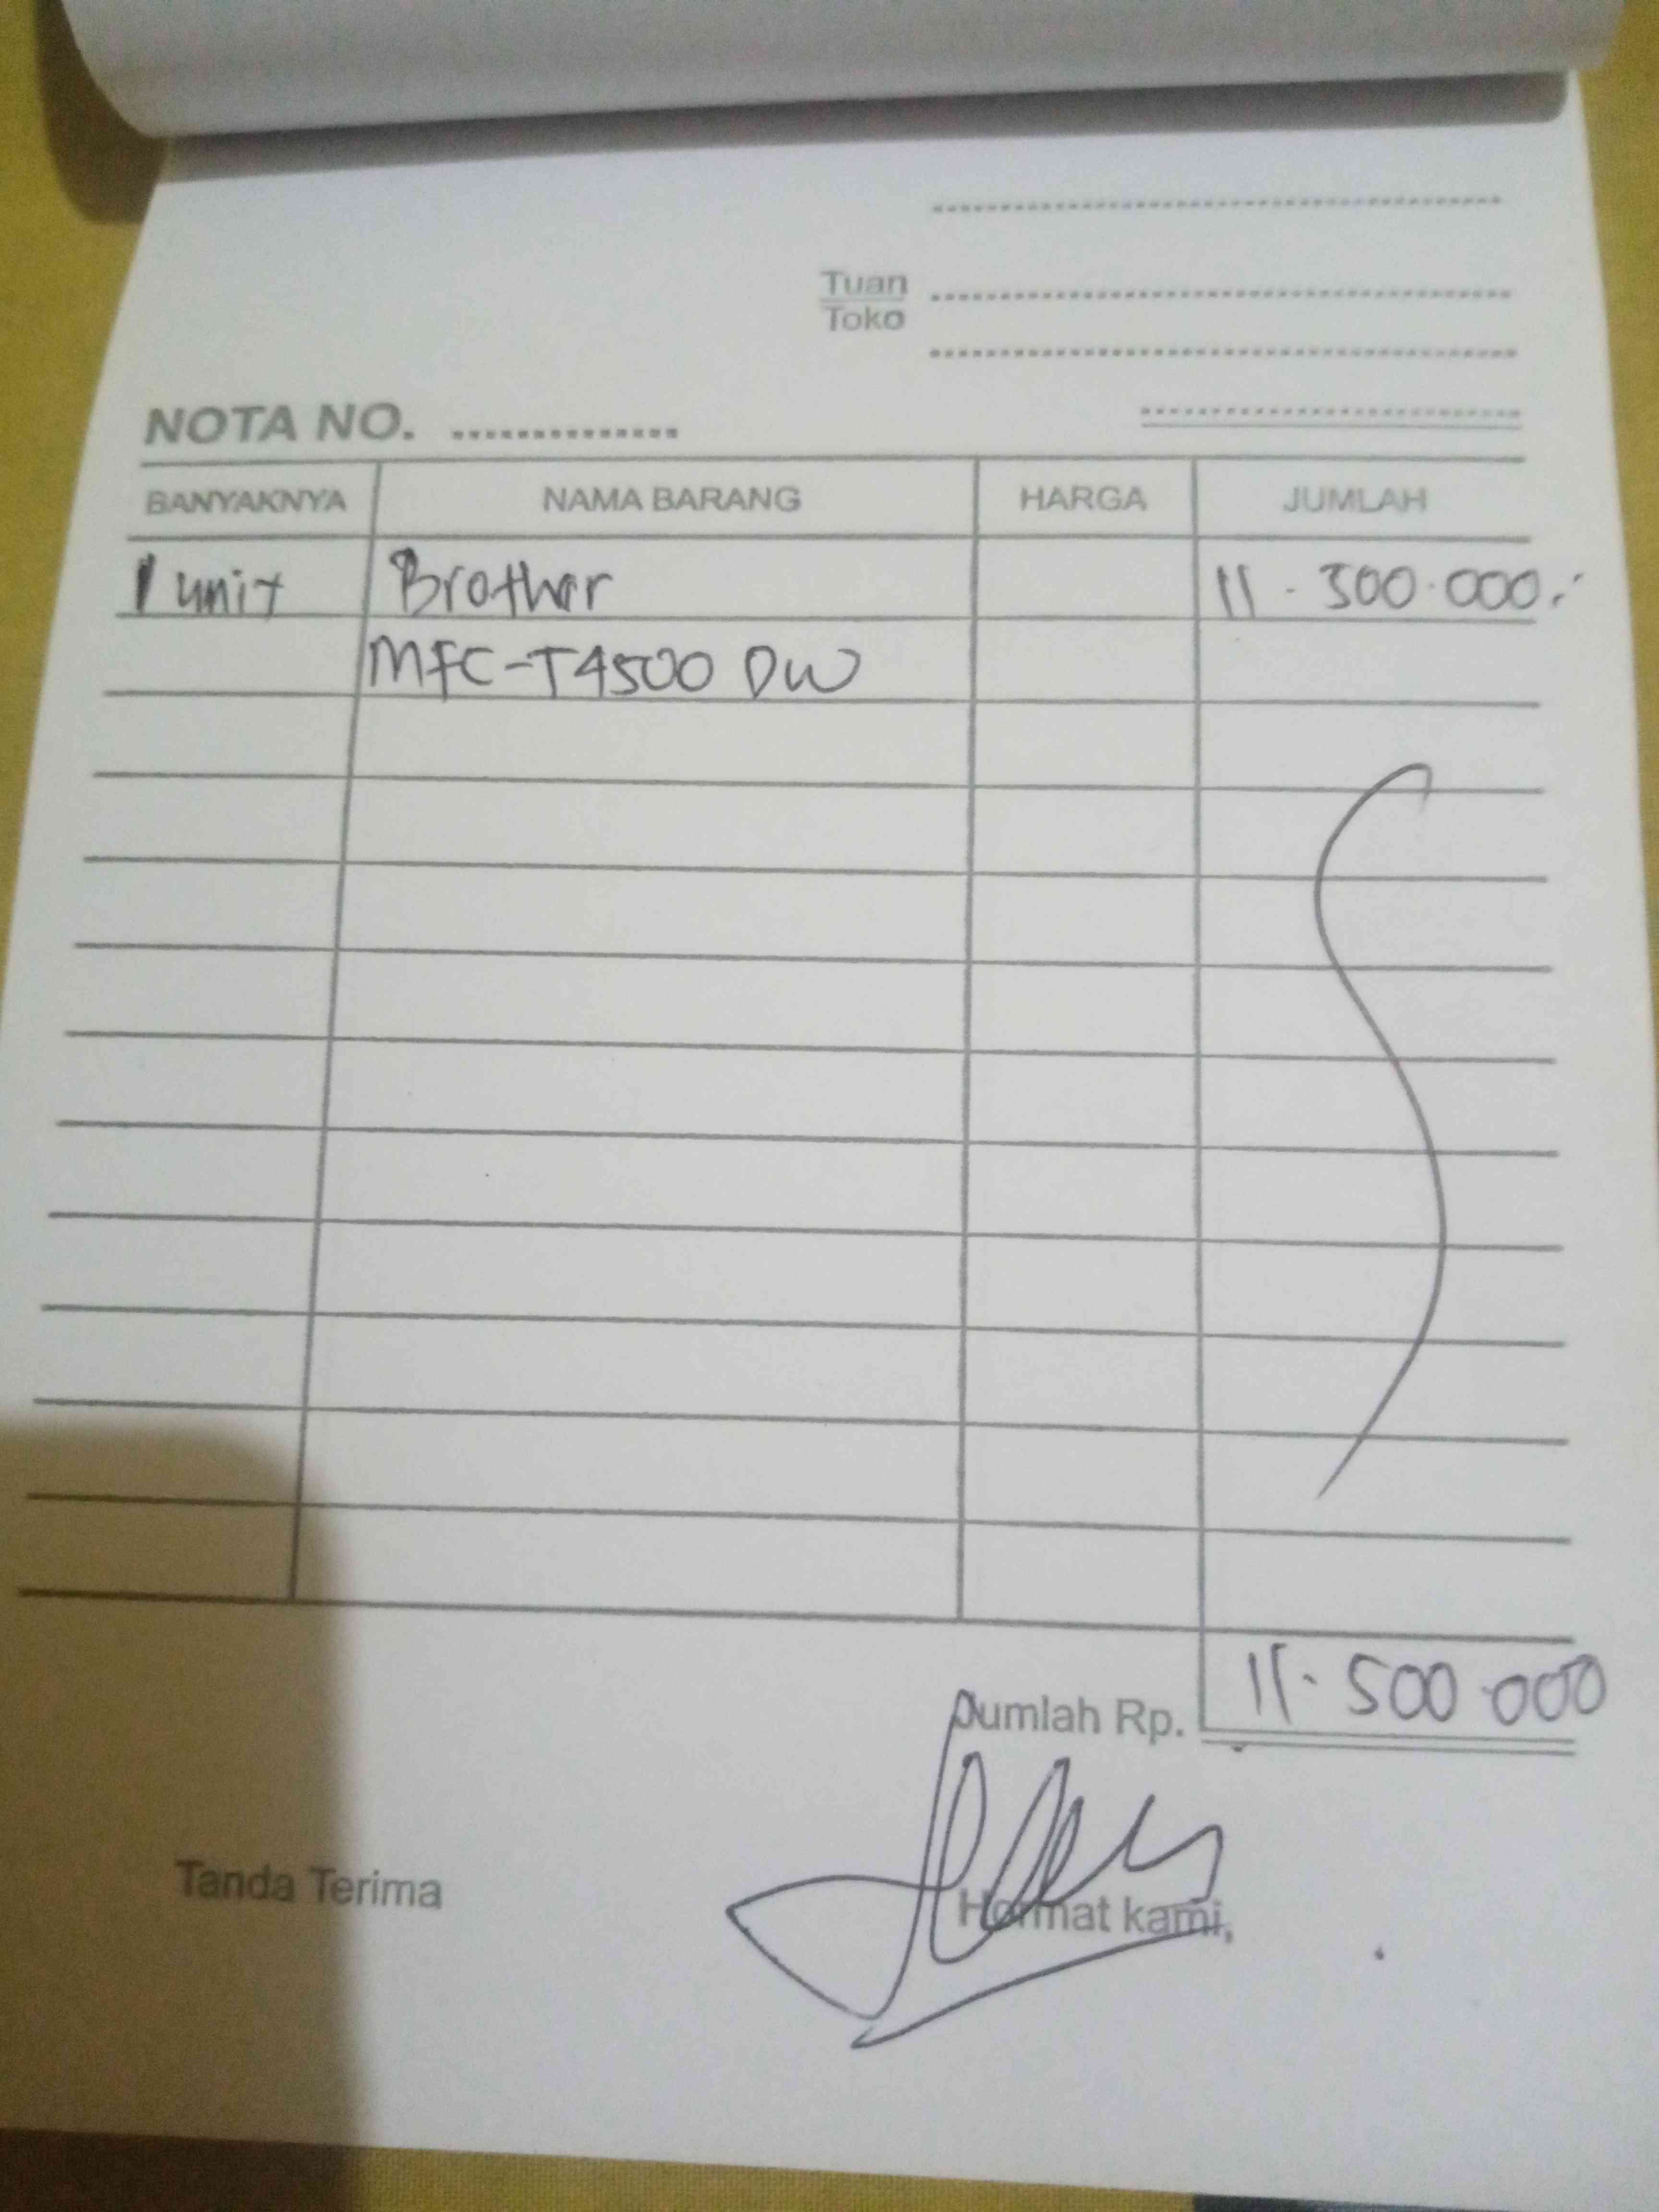 Tuan
Toko
NOTA NO.
BANYAKNYA NAMA BARANG HARGA JUMLAH
1 unit Brother 11.500.000.-
MFC-T4500 DW
Jumlah Rp. 11.500 000
Tanda Terima Hormat kami,